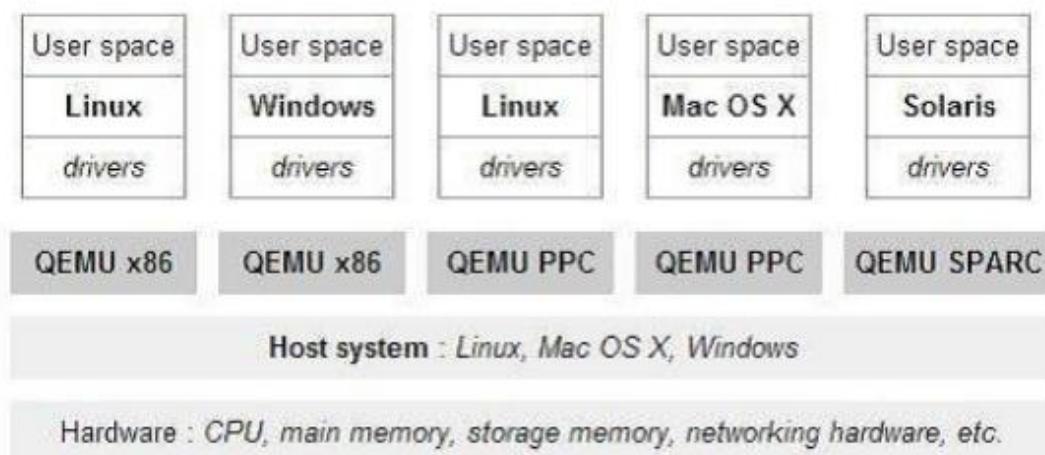 User space User space User space User space User space
Linux Windows Linux Mac OS X Solaris
drivers drivers drivers drivers drivers
QEMU x86 QEMU x86 QEMU PPC QEMU PPC QEMU SPARC
Host system : Linux, Mac OS X, Windows
Hardware : CPU, main memory, storage memory, networking hardware, etc.